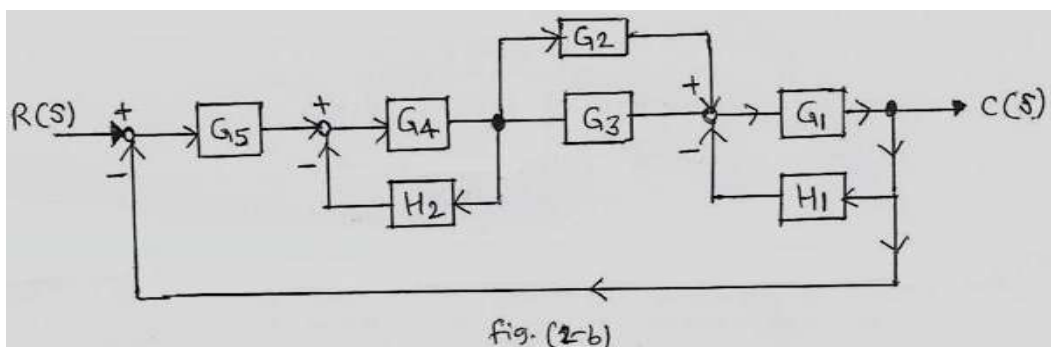 G2
R(S) + G5 + G4 G3 + G1 C(S)
- - H2 - H1
fig. (2-b)